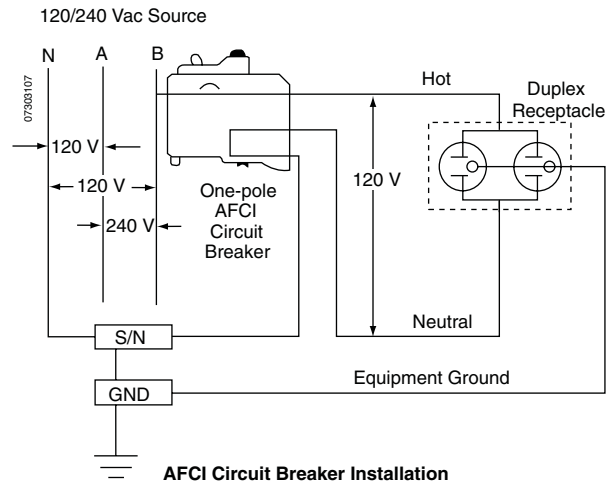 120/240 Vac Source
N
A
B
07303107
Hot
Duplex
Receptacle
120 V
120 V
240 V
One-pole
AFCI
Circuit
Breaker
120 V
S/N
Neutral
GND
Equipment Ground
AFCI Circuit Breaker Installation